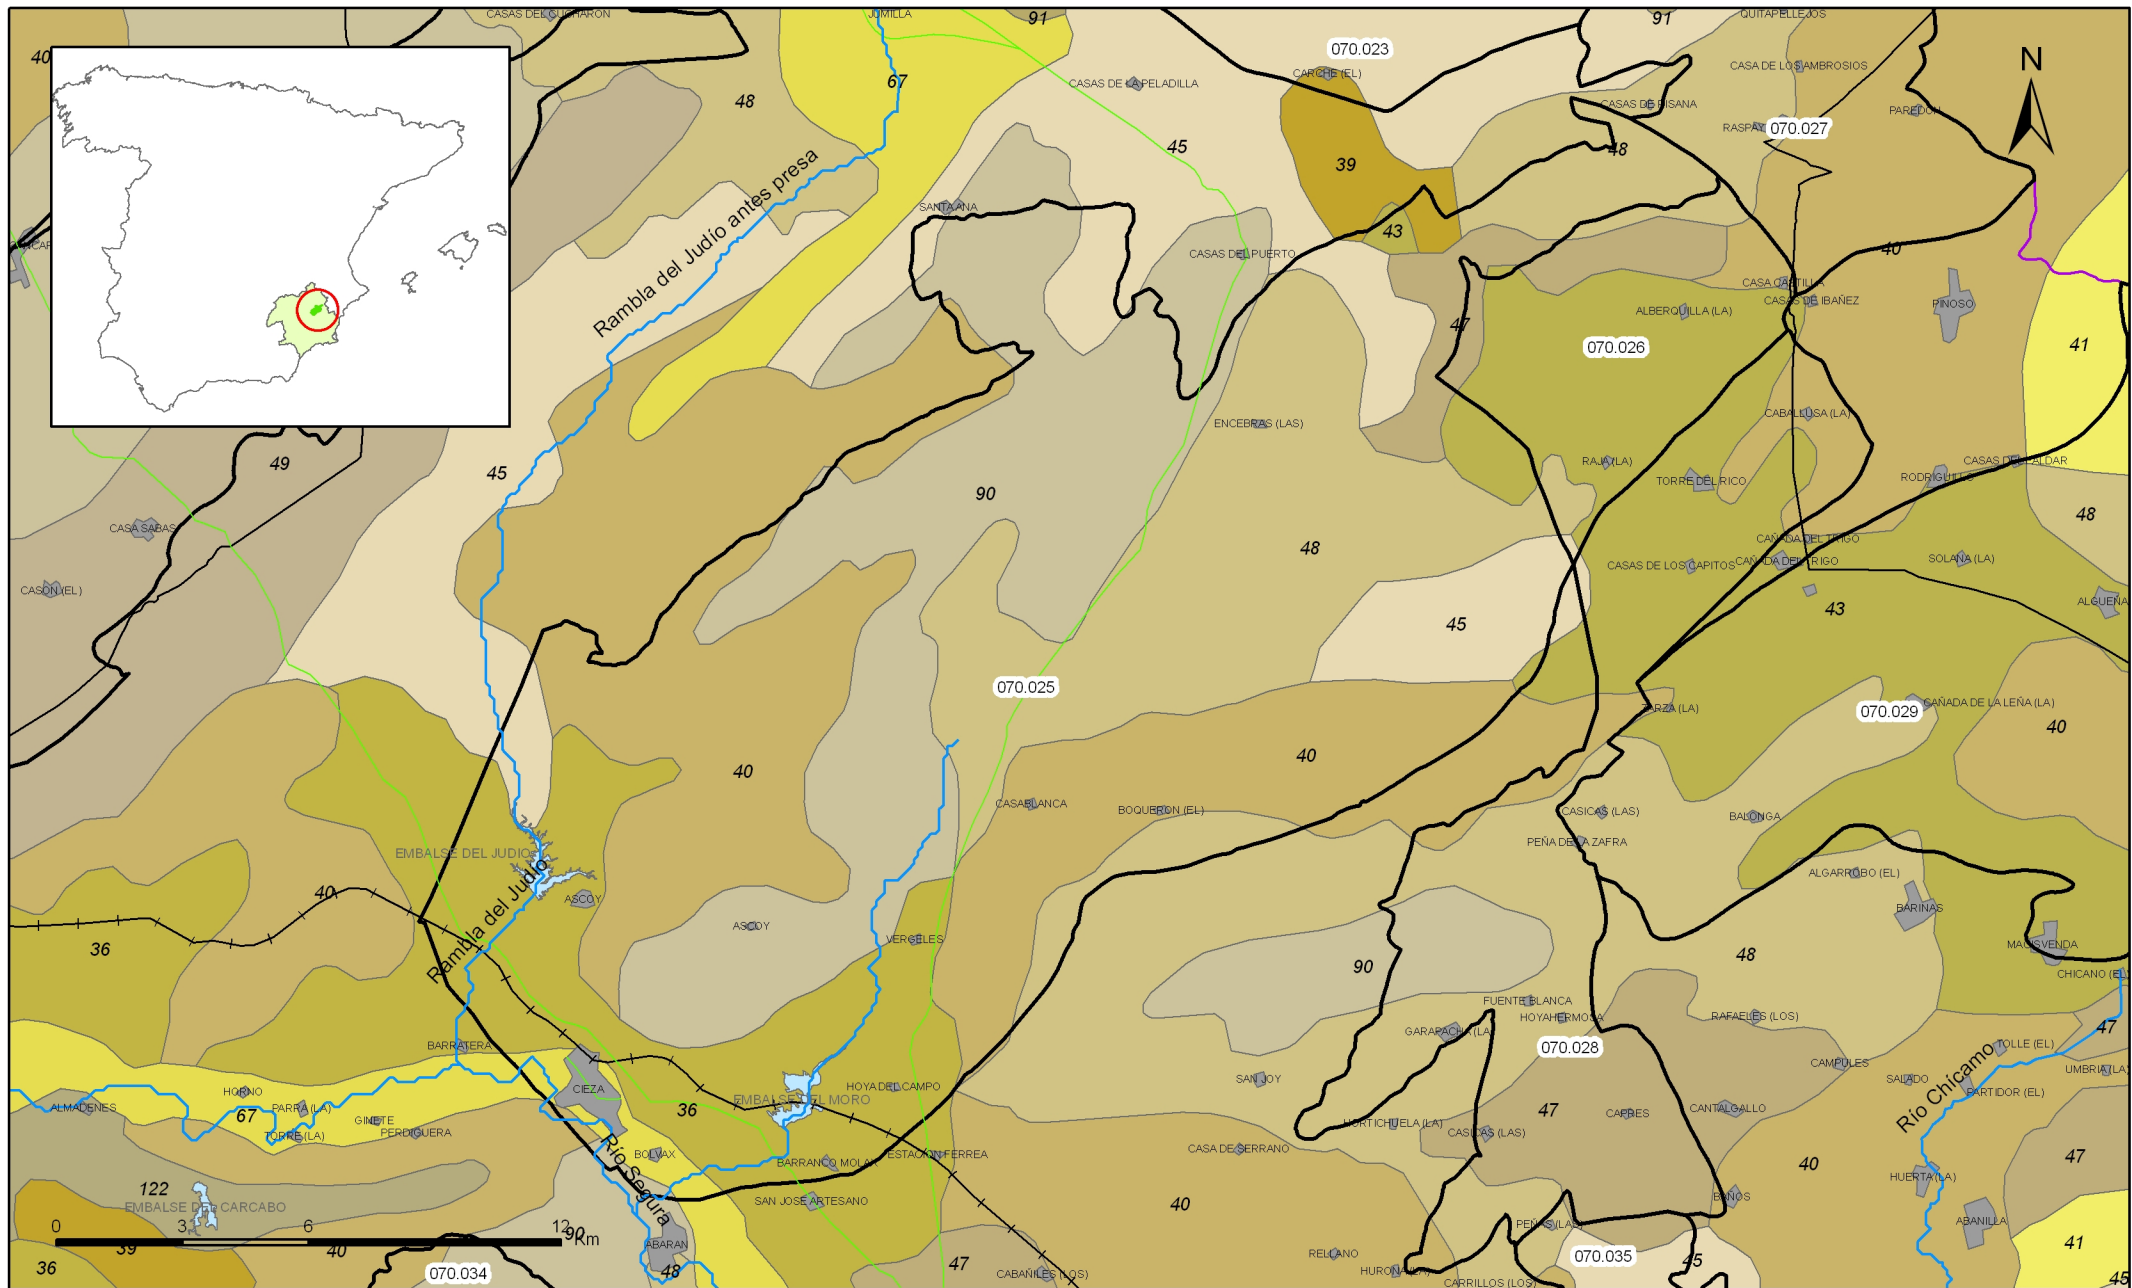 CASAS DEL CUCHARON
JUMILLA
91
91
QUITAPELLEJOS
070.023
40
CARCHE (EL)
CASA DE LOS AMBROSIOS
N
67
CASAS DE LA PELADILLA
48
CASAS DE PISANA
PAREDON
070.027
45
39
48
Rambla del Judío antes presa
SANTA ANA
43
40
CASAS DEL PUERTO
CASA CASTILLA
CASAS DE IBAÑEZ
PINOSO
ALBERQUILLA (LA)
47
070.026
41
CABALLUSA (LA)
ENCEBRAS (LAS)
49
45
RAJA (LA)
TORRE DEL RICO
RODRIGUILLO
90
48
CASA SABAS
48
CAÑADA DEL TRIGO
CAÑADA DEL TRIGO
SOLANA (LA)
CASAS DE LOS CAPITOS
CASON (EL)
ALGUEÑA
45
43
070.025
CAÑADA DE LA LEÑA (LA)
ZARZA (LA)
070.029
40
40
40
CASABLANCA
BOQUERON (EL)
CASICAS (LAS)
BALONGA
PEÑA DE LA ZAFRA
EMBALSE DEL JUDIO
ALGARROBO (EL)
40
Rambla del Judío
ASCOY
BARINAS
ASCOY
VERGELES
36
MACISVENDA
48
90
CHICANO (EL)
FUENTE BLANCA
HOYAHERMOSA
RAFAELES (LOS)
GARAPACHA (LA)
47
BARRATERA
070.028
TOLLE (EL)
CAMPULES
UMBRIA (LA)
SAN JOY
SALADO
HOYA DEL CAMPO
CIEZA
HORNO
PARTIDOR (EL)
EMBALSE DEL MORO
ALMADENES
PARRA (LA)
36
47
CAPRES
CANTALGALLO
67
GINETE
Río Chícamo
HORTICHUELA (LA)
TORRE (LA)
PERDIGUERA
CASICAS (LAS)
CASA DE SERRANO
Río Segura
BOLVAX
BARRANCO MOLAX
ESTACION FERREA
47
40
HUERTA (LA)
122
BAÑOS
SAN JOSE ARTESANO
40
EMBALSE DEL CARCABO
ABANILLA
PEÑAS (LAS)
0
3
6
12
Km
90
39
40
ABARAN
41
RELLANO
070.035
45
47
36
070.034
48
CABAÑILES (LOS)
HURONA (LA)
CARRILLOS (LOS)
45